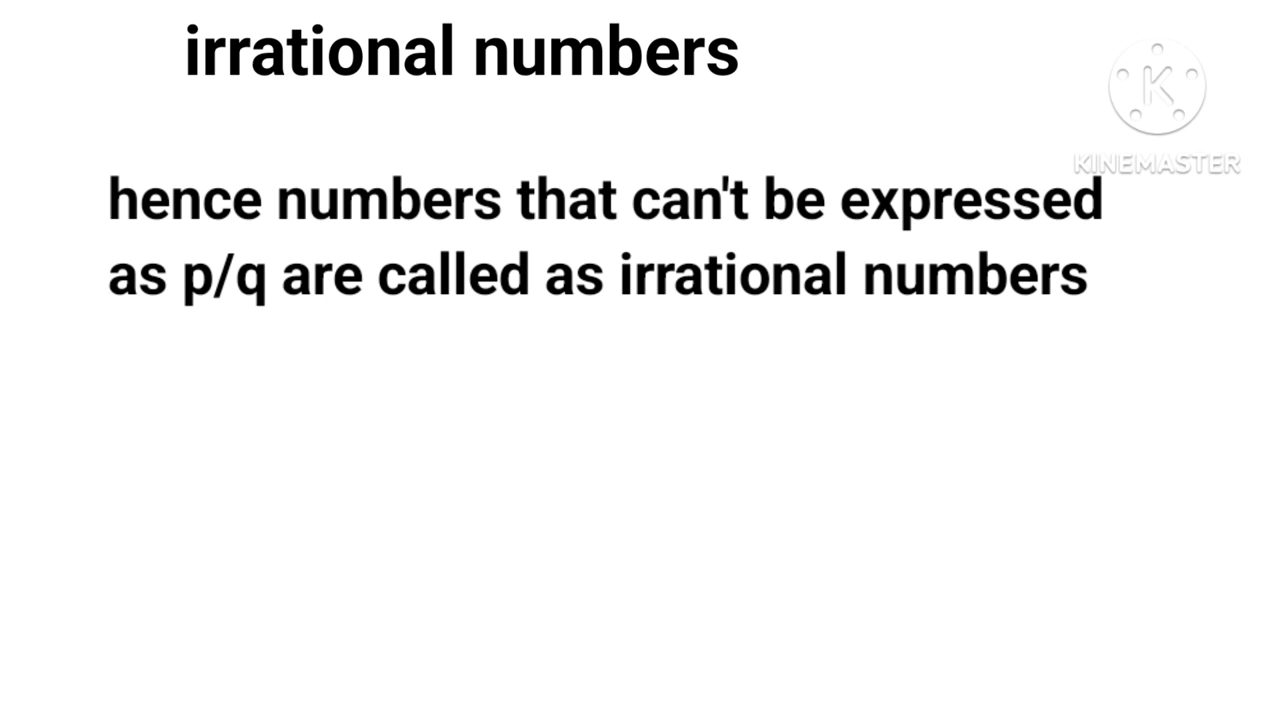 irrational numbers
K
KINEMASTER
hence numbers that can't be expressed
as p/q are called as irrational numbers